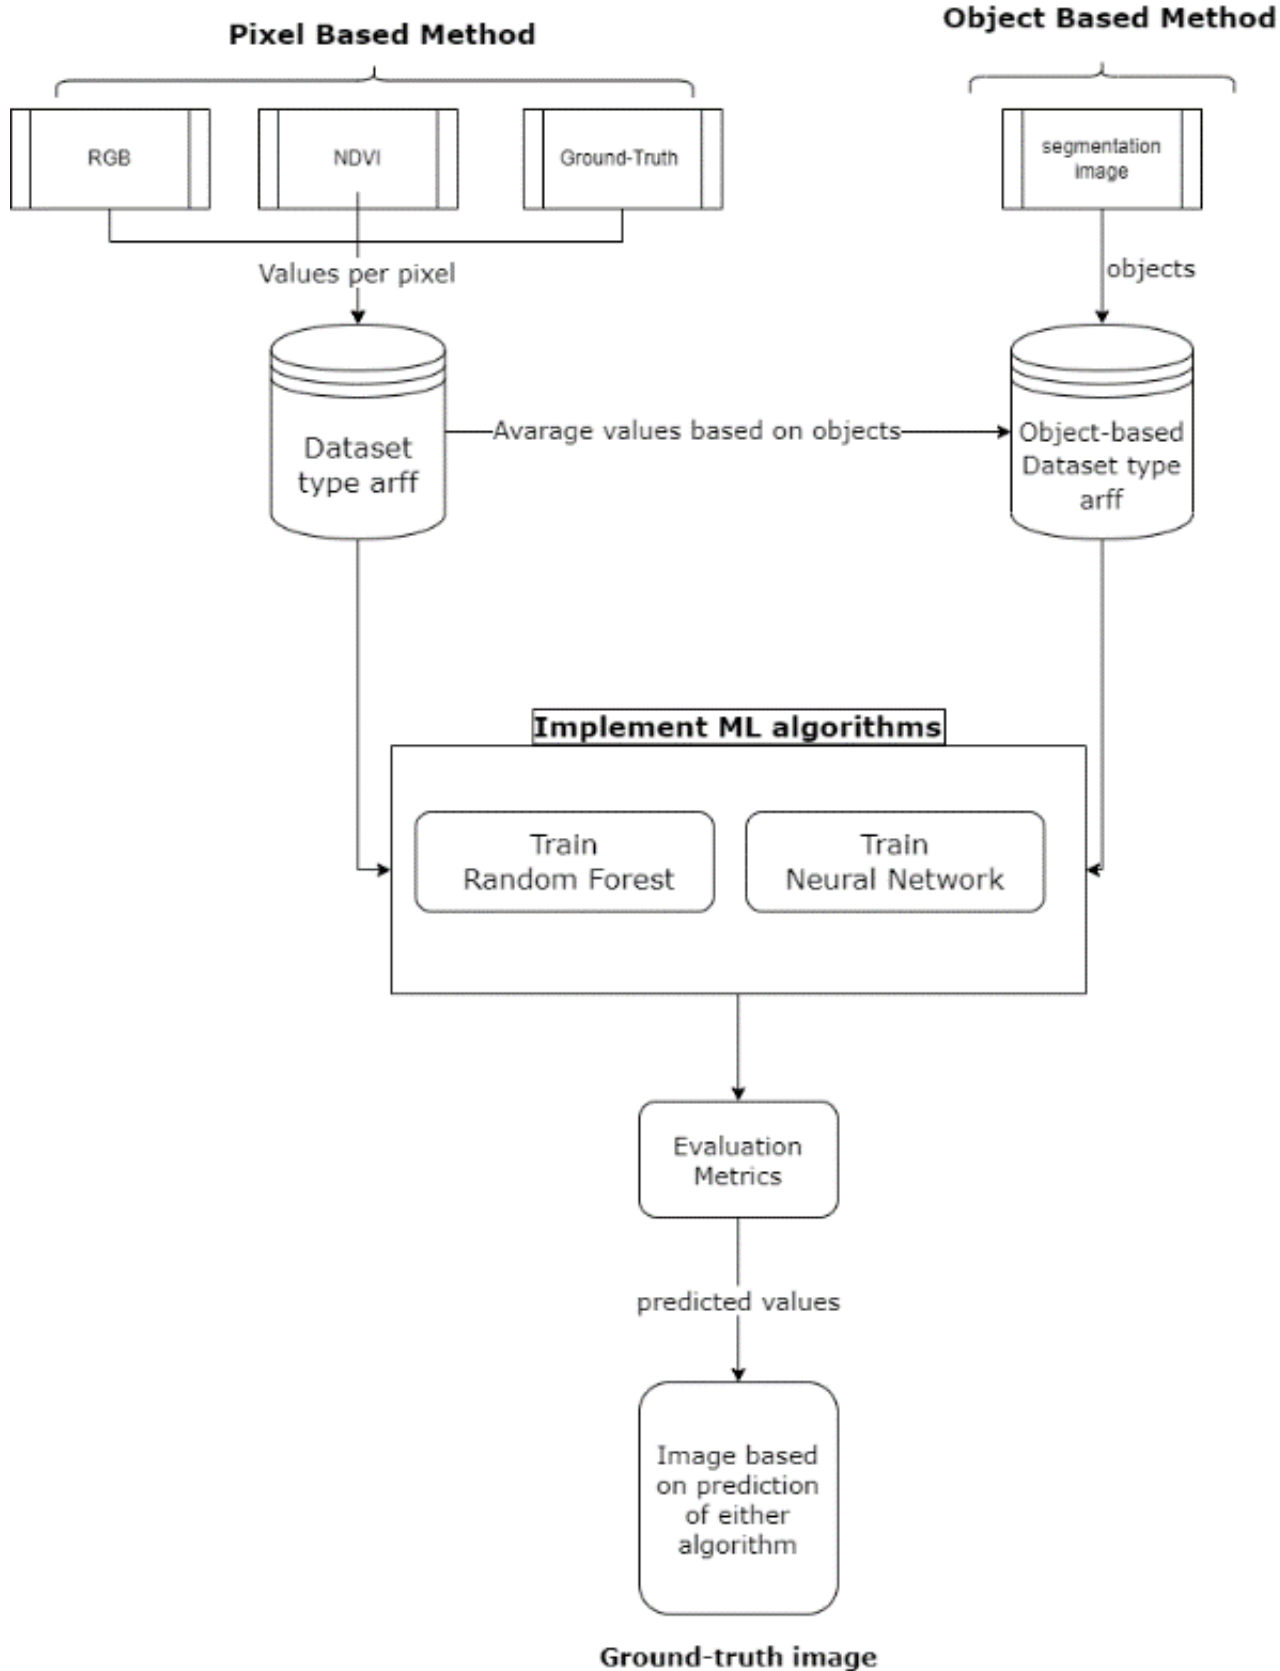 Pixel Based Method
Object Based Method
RGB
NDVI
Ground-Truth
segmentation
image
Values per pixel
objects
Dataset
type arff
Avarage values based on objects
Object-based
Dataset type
arff
Implement ML algorithms
Train
Random Forest
Train
Neural Network
Evaluation
Metrics
predicted values
Image based
on prediction
of either
algorithm
Ground-truth image